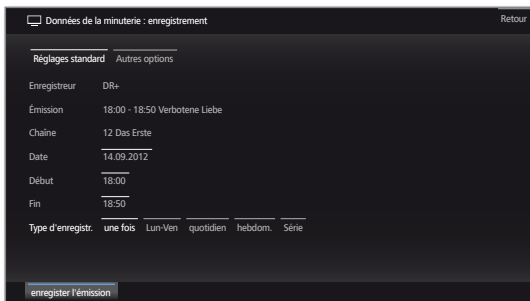 Données de la minuterie : enregistrement Retour
Réglages standard Autres options
Enregistreur DR+
Émission 18:00 - 18:50 Verbotene Liebe
Chaîne 12 Das Erste
Date 14.09.2012
Début 18:00
Fin 18:50
Type d'enregistr. une fois Lun-Ven quotidien hebdom. Série
enregister l'émission